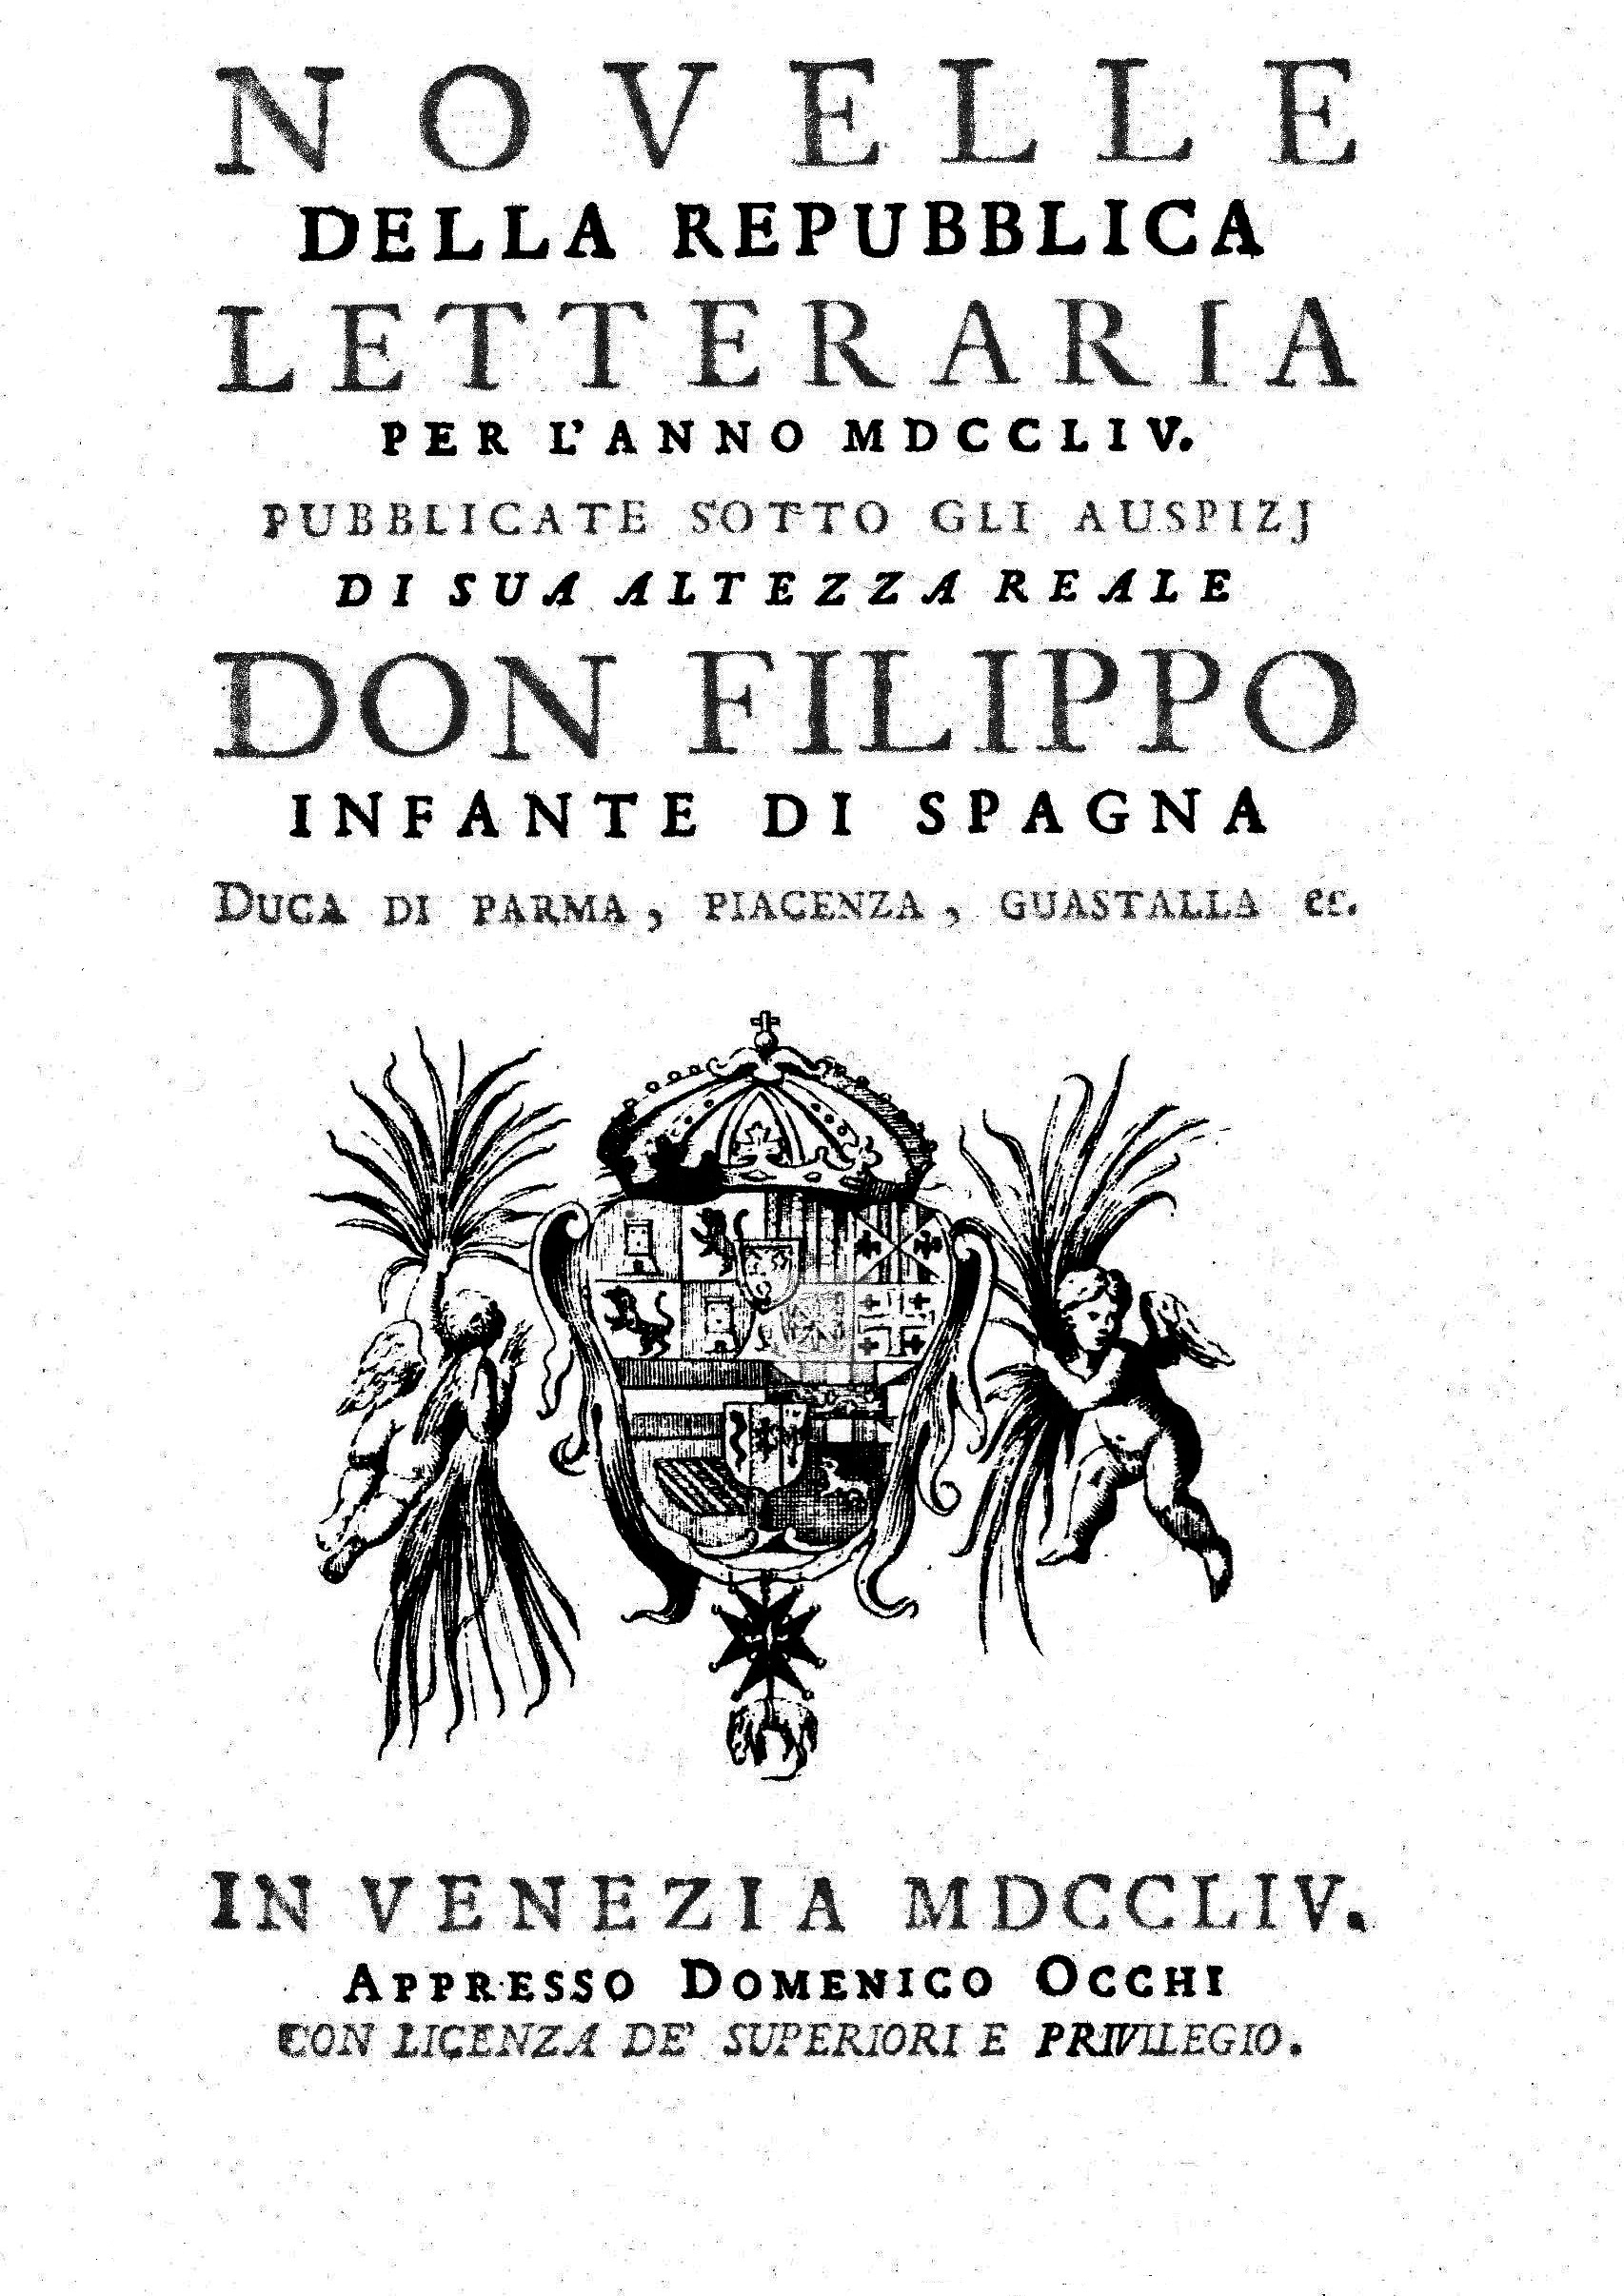 NOVELLE
DELLA REPUBBLICA
LETTERARIA
PER L'ANNO MDCCLIV.
PUBBLICATE SOTTO GLI AUSPIZJ
DI SUA ALTEZZA REALE
DON FILIPPO
INFANTE DI SPAGNA
DUCA DI PARMA, PIACENZA, GUASTALLA ec.
IN VENEZIA MDCCLIV.
APPRESSO DOMENICO OCCHI
CON LICENZA DE' SUPERIORI E PRIVILEGIO.